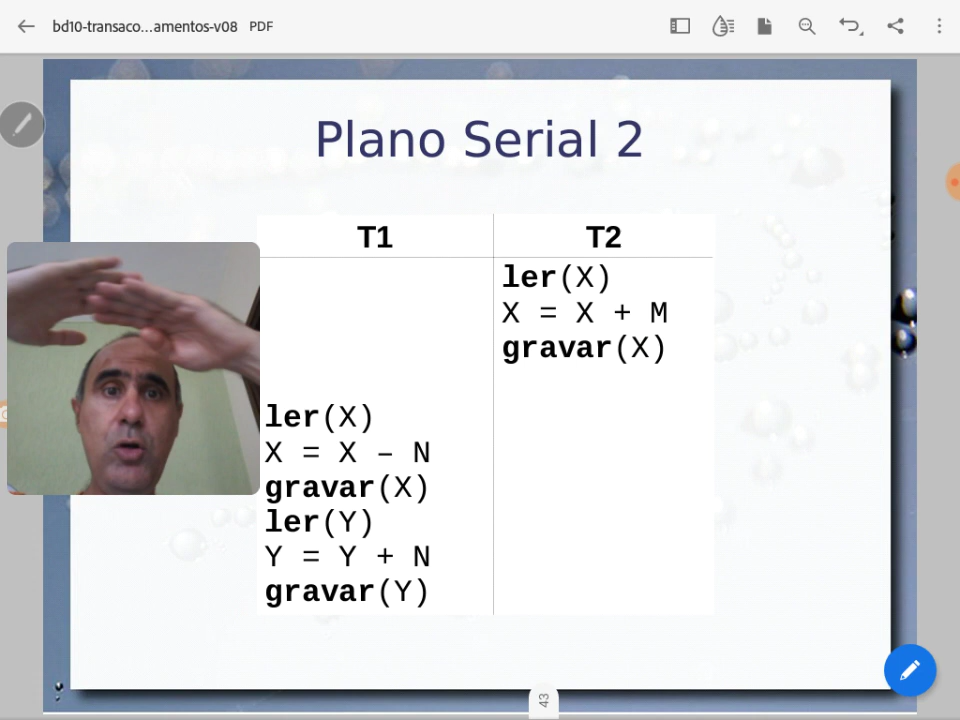 bd10-transaco...amentos-v08 PDF
Plano Serial 2
T1 T2
ler(X)
X = X + M
gravar(X)
ler(X)
X = X – N
gravar(X)
ler(Y)
Y = Y + N
gravar(Y)
43